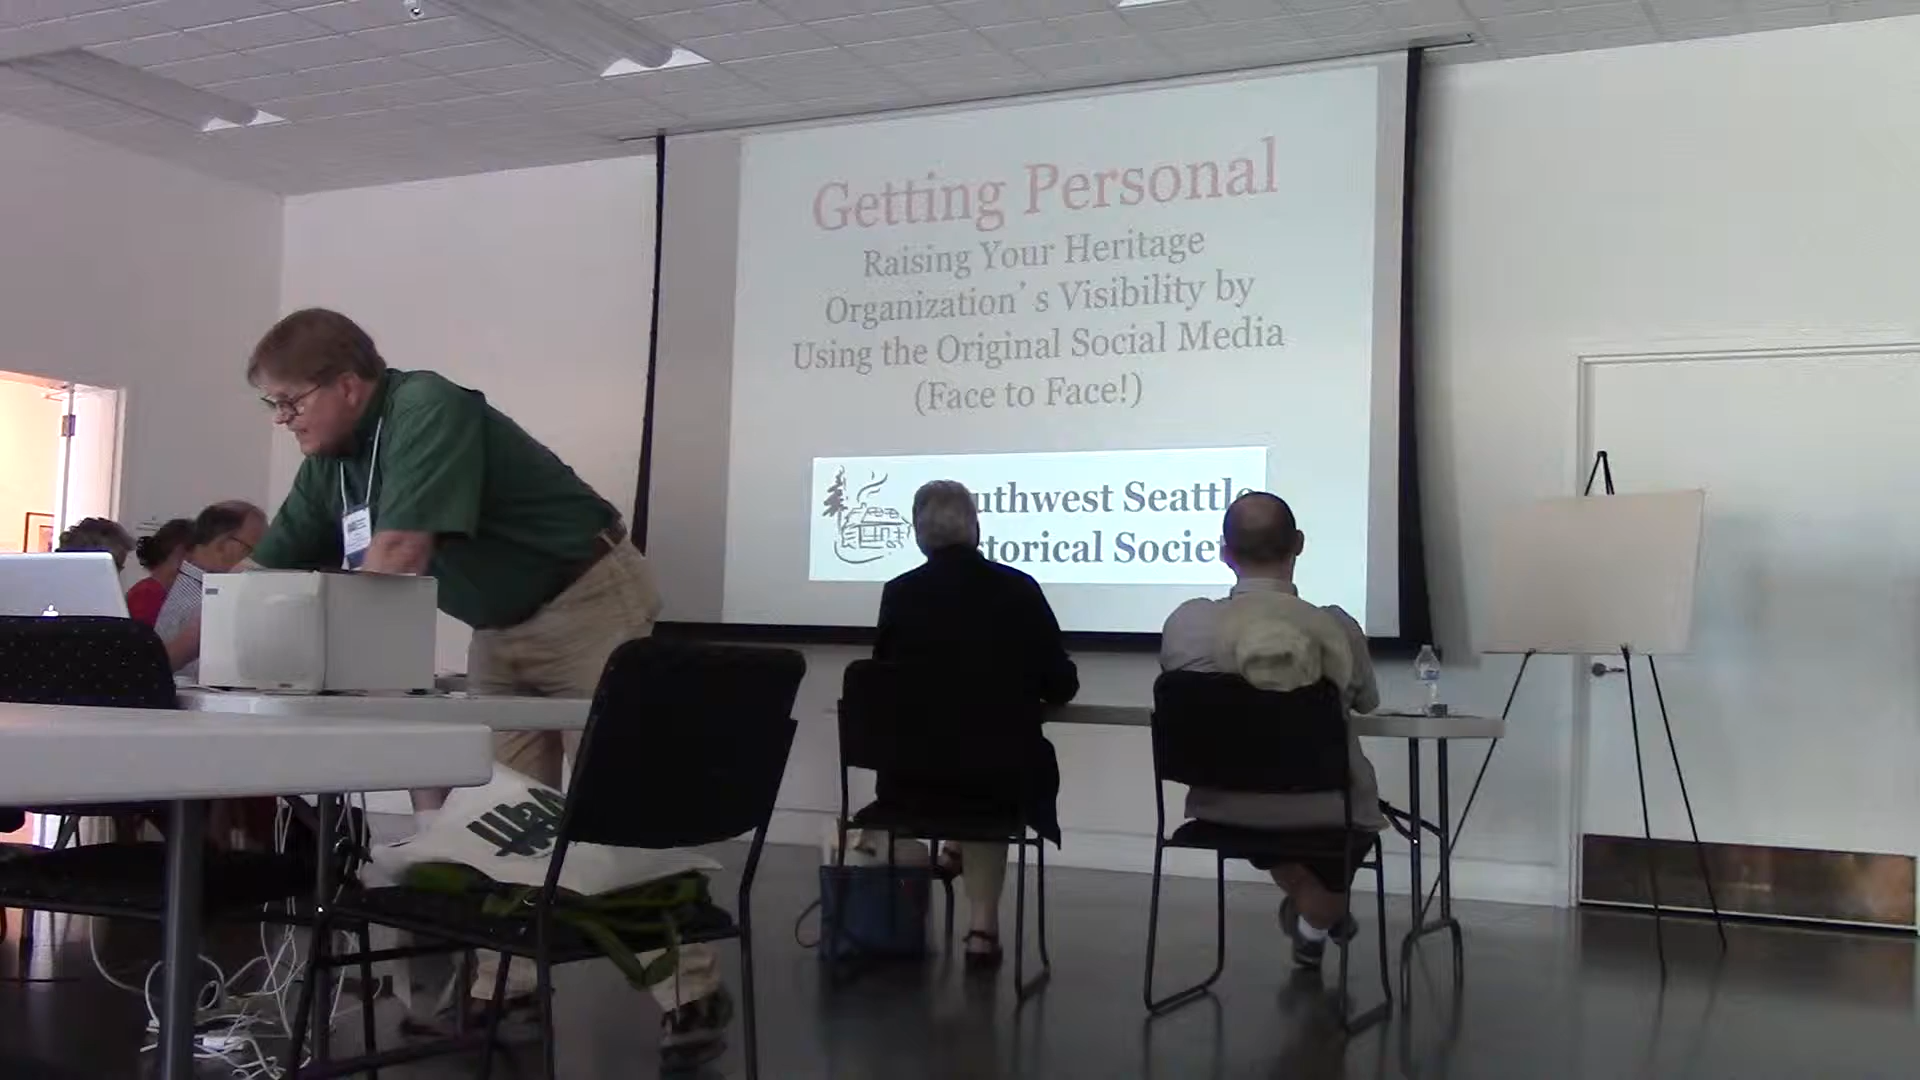 Getting Personal
Raising Your Heritage
Organization's Visibility by
Using the Original Social Media
(Face to Face!)
uthwest Seattle
storical Societ